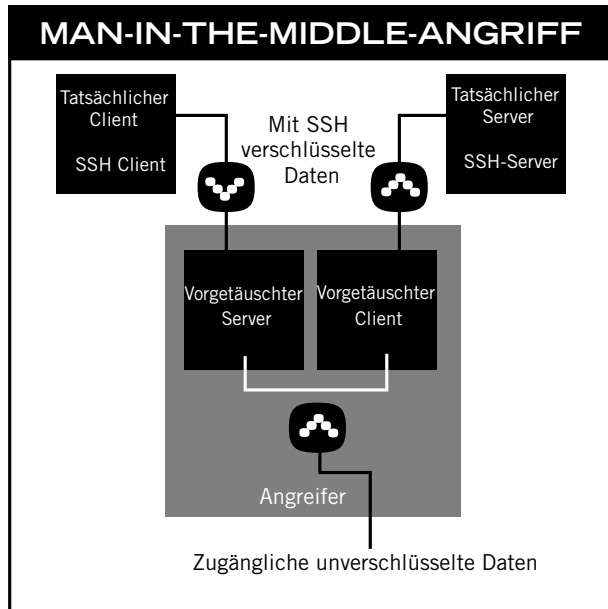 MAN-IN-THE-MIDDLE-ANGRIFF
Tatsächlicher
Client
SSH Client
Mit SSH
verschlüsselte
Daten
Tatsächlicher
Server
SSH-Server
Vorgetäuschter
Server
Vorgetäuschter
Client
Angreifer
Zugängliche unverschlüsselte Daten